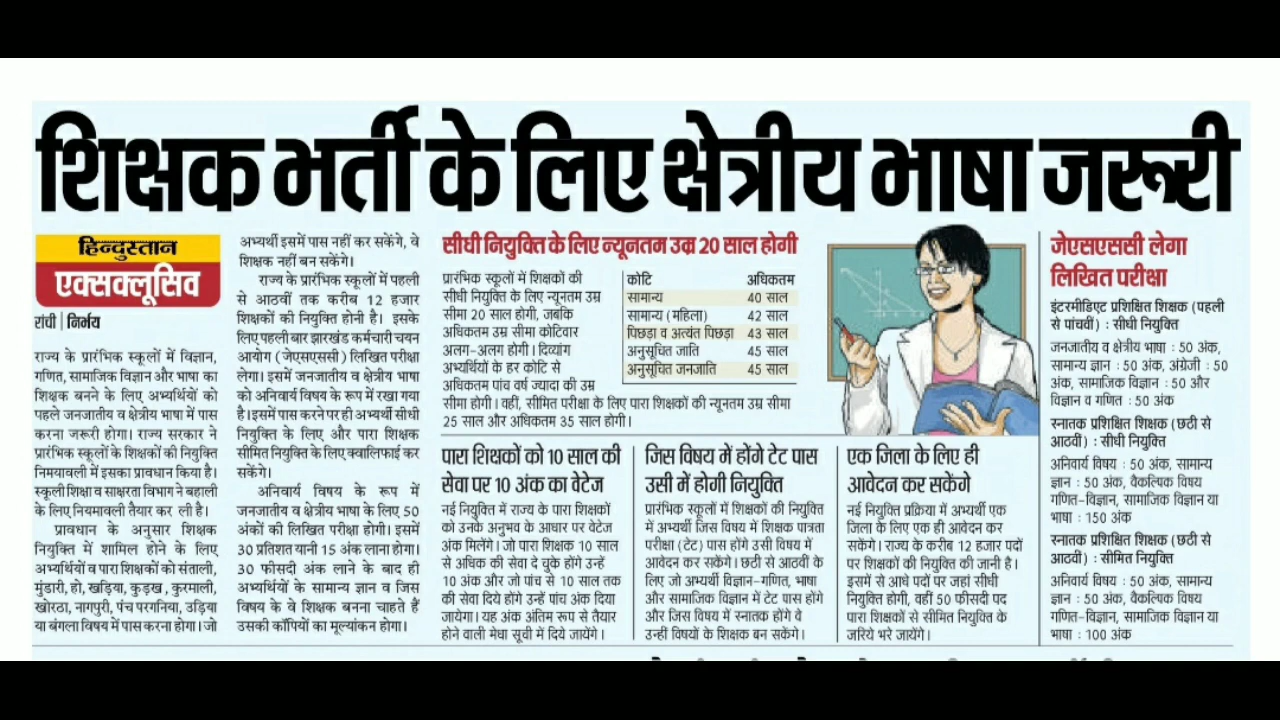 शिक्षक भर्ती के लिए क्षेत्रीय भाषा जरूरी
हिन्दुस्तान
एक्सक्लूसिव
रांची | निर्भय
राज्य के प्रारंभिक स्कूलों में विज्ञान,
गणित, सामाजिक विज्ञान और भाषा का
शिक्षक बनने के लिए अभ्यर्थियों को
पहले जनजातीय व क्षेत्रीय भाषा में पास
करना जरूरी होगा। राज्य सरकार ने
प्रारंभिक स्कूलों के शिक्षकों की नियुक्ति
निमयावली में इसका प्रावधान किया है।
स्कूली शिक्षा व साक्षरता विभाग ने बहाली
के लिए नियमावली तैयार कर ली है।
प्रावधान के अनुसार शिक्षक
नियुक्ति में शामिल होने के लिए
अभ्यर्थियों व पारा शिक्षकों को संताली,
मुंडारी, हो, खड़िया, कुड़ख , कुरमाली,
खोरठा, नागपुरी, पंच परगनिया, उड़िया
या बंगला विषय में पास करना होगा। जो
अभ्यर्थी इसमें पास नहीं कर सकेंगे, वे
शिक्षक नहीं बन सकेंगे।
राज्य के प्रारंभिक स्कूलों में पहली
से आठवीं तक करीब 12 हजार
शिक्षकों की नियुक्ति होनी है। इसके
लिए पहली बार झारखंड कर्मचारी चयन
आयोग (जेएसएससी) लिखित परीक्षा
लेगा। इसमें जनजातीय व क्षेत्रीय भाषा
को अनिवार्य विषय के रूप में रखा गया
है। इसमें पास करने पर ही अभ्यर्थी सीधी
नियुक्ति के लिए और पारा शिक्षक
सीमित नियुक्ति के लिए क्वालिफाई कर
सकेंगे।
अनिवार्य विषय के रूप में
जनजातीय व क्षेत्रीय भाषा के लिए 50
अंकों की लिखित परीक्षा होगी। इसमें
30 प्रतिशत यानी 15 अंक लाना होगा।
30 फीसदी अंक लाने के बाद ही
अभ्यर्थियों के सामान्य ज्ञान व जिस
विषय के वे शिक्षक बनना चाहते हैं
उसकी कॉपियों का मूल्यांकन होगा।
सीधी नियुक्ति के लिए न्यूनतम उम्र 20 साल होगी
प्रारंभिक स्कूलों में शिक्षकों की
सीधी नियुक्ति के लिए न्यूनतम उम्र
सीमा 20 साल होगी, जबकि
अधिकतम उम्र सीमा कोटिवार
अलग-अलग होगी। दिव्यांग
अभ्यर्थियों के हर कोटि से
अधिकतम पांच वर्ष ज्यादा की उम्र
सीमा होगी। वहीं, सीमित परीक्षा के लिए पारा शिक्षकों की न्यूनतम उम्र सीमा
25 साल और अधिकतम 35 साल होगी।
कोटि अधिकतम
सामान्य 40 साल
सामान्य (महिला) 42 साल
पिछड़ा व अत्यंत पिछड़ा 43 साल
अनुसूचित जाति 45 साल
अनुसूचित जनजाति 45 साल
पारा शिक्षकों को 10 साल की
सेवा पर 10 अंक का वेटेज
नई नियुक्ति में राज्य के पारा शिक्षकों
को उनके अनुभव के आधार पर वेटेज
अंक मिलेंगे। जो पारा शिक्षक 10 साल
से अधिक की सेवा दे चुके होंगे उन्हें
10 अंक और जो पांच से 10 साल तक
की सेवा दिये होंगे उन्हें पांच अंक दिया
जायेगा। यह अंक अंतिम रूप से तैयार
होने वाली मेधा सूची में दिये जायेंगे।
जिस विषय में होंगे टेट पास
उसी में होगी नियुक्ति
प्रारंभिक स्कूलों में शिक्षकों की नियुक्ति
में अभ्यर्थी जिस विषय में शिक्षक पात्रता
परीक्षा (टेट) पास होंगे उसी विषय में
आवेदन कर सकेंगे। छठी से आठवीं के
लिए जो अभ्यर्थी विज्ञान-गणित, भाषा
और सामाजिक विज्ञान में टेट पास होंगे
और जिस विषय में स्नातक होंगे वे
उन्हीं विषयों के शिक्षक बन सकेंगे।
एक जिला के लिए ही
आवेदन कर सकेंगे
नई नियुक्ति प्रक्रिया में अभ्यर्थी एक
जिला के लिए एक ही आवेदन कर
सकेंगे। राज्य के करीब 12 हजार पदों
पर शिक्षकों की नियुक्ति की जानी है।
इसमें से आधे पदों पर जहां सीधी
नियुक्ति होगी, वहीं 50 फीसदी पद
पारा शिक्षकों से सीमित नियुक्ति के
जरिये भरे जायेंगे।
जेएसएससी लेगा
लिखित परीक्षा
इंटरमीडिएट प्रशिक्षित शिक्षक (पहली
से पांचवीं) : सीधी नियुक्ति
जनजातीय व क्षेत्रीय भाषा : 50 अंक,
सामान्य ज्ञान : 50 अंक, अंग्रेजी : 50
अंक, सामाजिक विज्ञान : 50 और
विज्ञान व गणित : 50 अंक
स्नातक प्रशिक्षित शिक्षक (छठी से
आठवीं) : सीधी नियुक्ति
अनिवार्य विषय : 50 अंक, सामान्य
ज्ञान : 50 अंक, वैकल्पिक विषय
गणित-विज्ञान, सामाजिक विज्ञान या
भाषा : 150 अंक
स्नातक प्रशिक्षित शिक्षक (छठी से
आठवीं) : सीमित नियुक्ति
अनिवार्य विषय : 50 अंक, सामान्य
ज्ञान : 50 अंक, वैकल्पिक विषय
गणित-विज्ञान, सामाजिक विज्ञान या
भाषा : 100 अंक